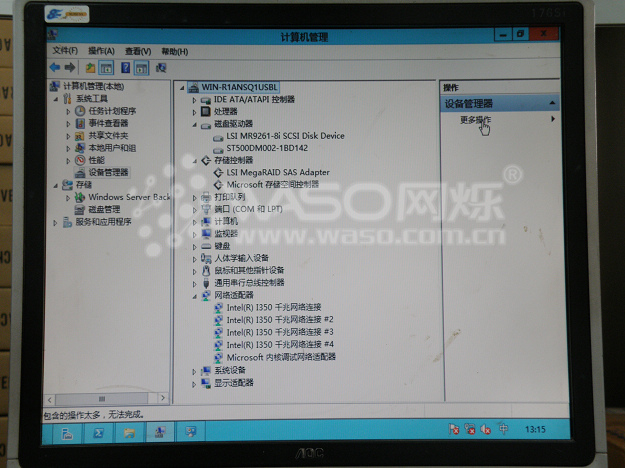 176Si
计算机管理
文件(F) 操作(A) 查看(V) 帮助(H)
计算机管理(本地)
系统工具
任务计划程序
事件查看器
共享文件夹
本地用户和组
性能
设备管理器
存储
Windows Server Back
磁盘管理
服务和应用程序
WIN-R1ANSQ1USBL
IDE ATA/ATAPI 控制器
处理器
磁盘驱动器
LSI MR9261-8i SCSI Disk Device
ST500DM002-1BD142
存储控制器
LSI MegaRAID SAS Adapter
Microsoft 存储空间控制器
打印队列
端口 (COM 和 LPT)
计算机
监视器
键盘
人体学输入设备
鼠标和其他指针设备
通用串行总线控制器
网络适配器
Intel(R) I350 千兆网络连接
Intel(R) I350 千兆网络连接 #2
Intel(R) I350 千兆网络连接 #3
Intel(R) I350 千兆网络连接 #4
Microsoft 内核调试网络适配器
系统设备
显示适配器
操作
设备管理器
更多操作
WASO 网烁
www.waso.com.cn
包含的操作太多，无法完成。
中
13:15
AOC